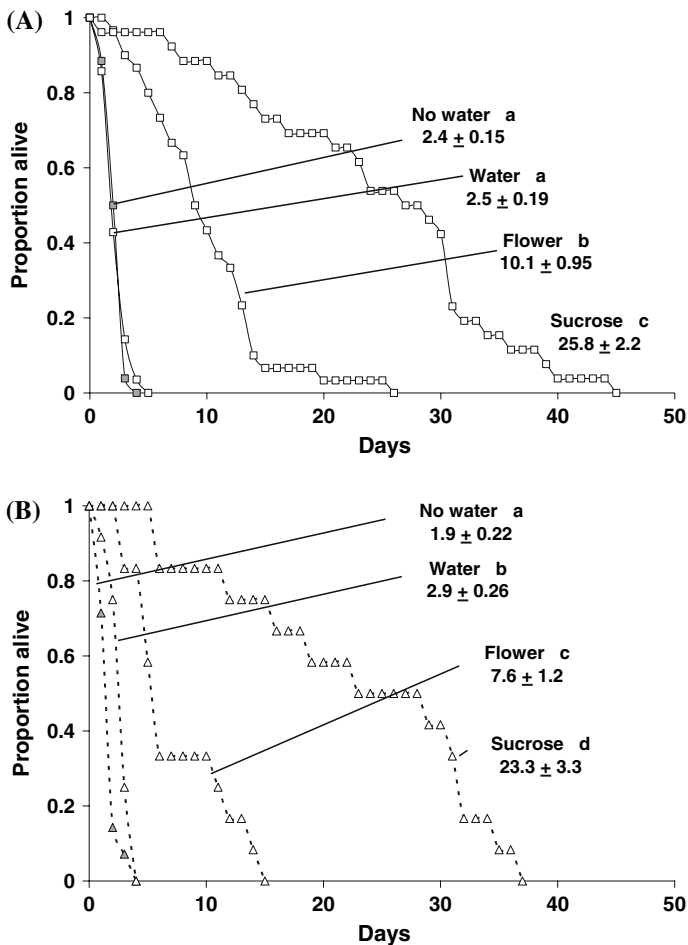 (A)
1
0.8
0.6
0.4
0.2
0
Proportion alive
No water a
2.4 ± 0.15
Water a
2.5 ± 0.19
Flower b
10.1 ± 0.95
Sucrose c
25.8 ± 2.2
0 10 20 30 40 50
Days
(B)
1
0.8
0.6
0.4
0.2
0
Proportion alive
No water a
1.9 ± 0.22
Water b
2.9 ± 0.26
Flower c
7.6 ± 1.2
Sucrose d
23.3 ± 3.3
0 10 20 30 40 50
Days